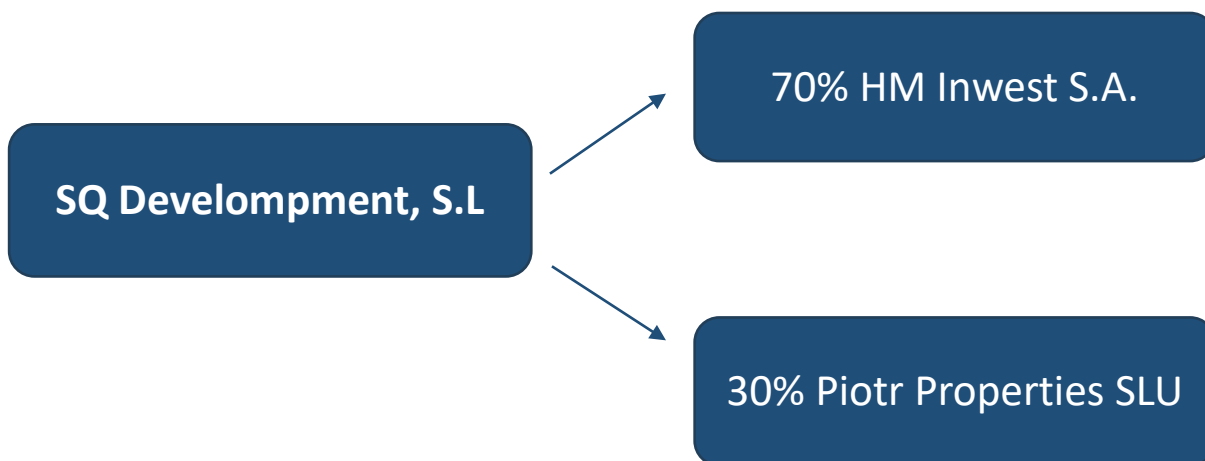 70% HM Inwest S.A.
SQ Develompment, S.L
30% Piotr Properties SLU